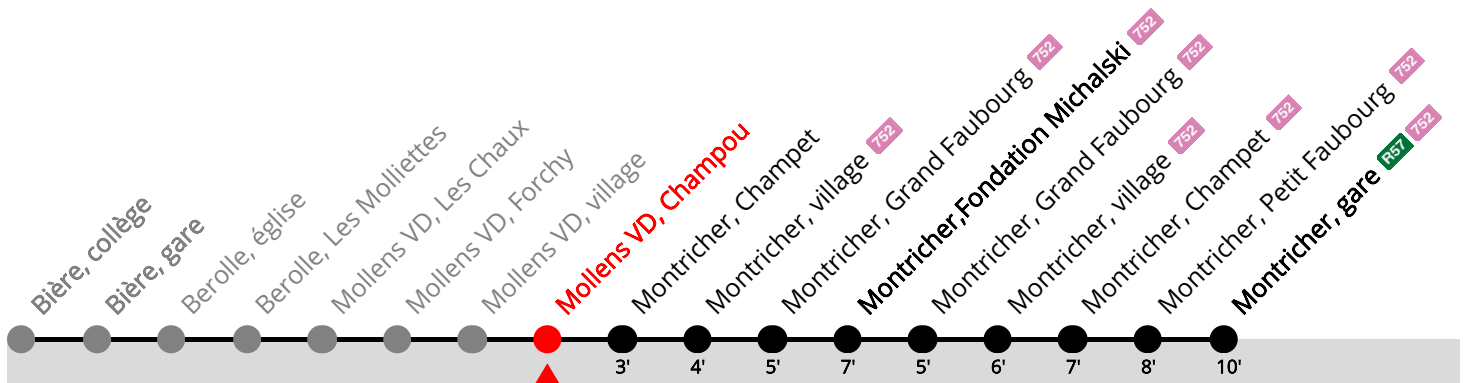 Bière, collège
Bière, gare
Berolle, église
Berolle, Les Molliettes
Mollens VD, Les Chaux
Mollens VD, Forchy
Mollens VD, village
Mollens VD, Champou
Montricher, Champet
Montricher, village 752
Montricher, Grand Faubourg 752
Montricher,Fondation Michalski 752
Montricher, Grand Faubourg 752
Montricher, village 752
Montricher, Champet 752
Montricher, Petit Faubourg 752
Montricher, gare R57 752
3' 4' 5' 7' 5' 6' 7' 8' 10'